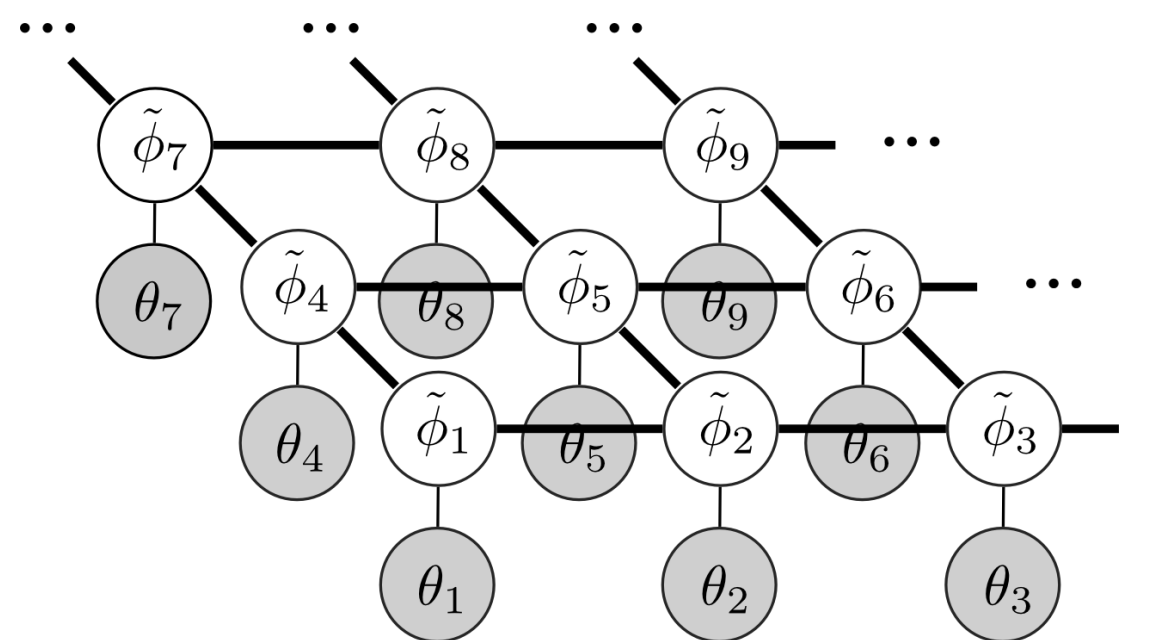 ... ... ...
ϕ̃₇ ϕ̃₈ ϕ̃₉ ...
θ₇ ϕ̃₄ θ₈ ϕ̃₅ θ₉ ϕ̃₆ ...
θ₄ ϕ̃₁ θ₅ ϕ̃₂ θ₆ ϕ̃₃
θ₁ θ₂ θ₃